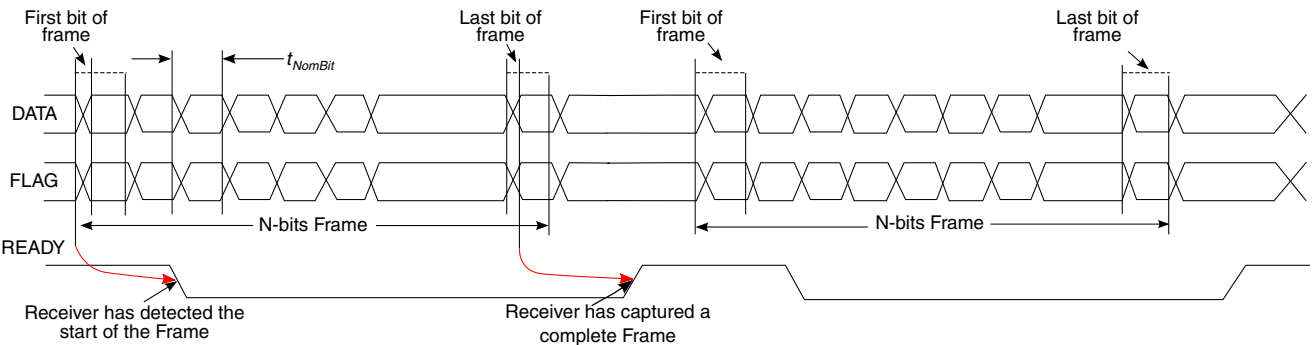 First bit of
frame
t_NomBit
Last bit of
frame
First bit of
frame
Last bit of
frame
DATA
FLAG
N-bits Frame
N-bits Frame
READY
Receiver has detected the
start of the Frame
Receiver has captured a
complete Frame